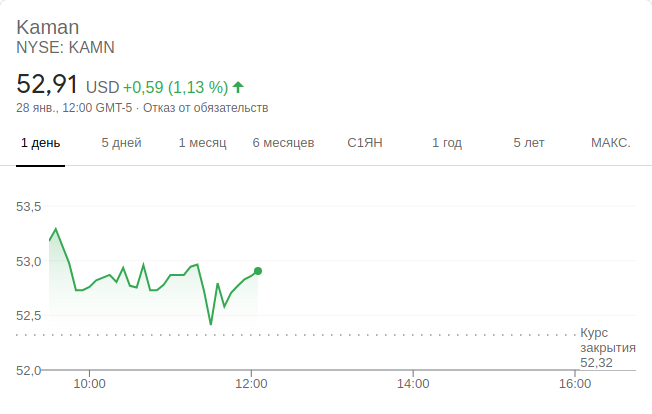 Kaman
NYSE: KAMN
52,91 USD +0,59 (1,13 %)
28 янв., 12:00 GMT-5 · Отказ от обязательств
1 день 5 дней 1 месяц 6 месяцев С1ЯН 1 год 5 лет МАКС.
53,5
53,0
52,5
52,0
Курс
закрытия
52,32
10:00 12:00 14:00 16:00